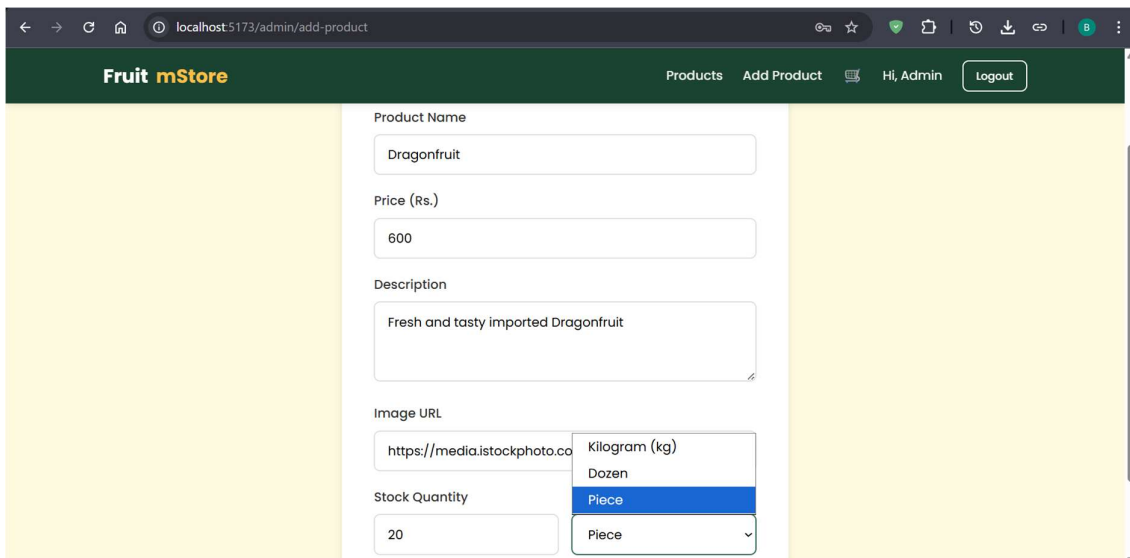 localhost:5173/admin/add-product
B
Fruit mStore
Products Add Product Hi, Admin Logout
Product Name
Dragonfruit
Price (Rs.)
600
Description
Fresh and tasty imported Dragonfruit
Image URL
https://media.istockphoto.co
Kilogram (kg)
Dozen
Stock Quantity
Piece
20
Piece